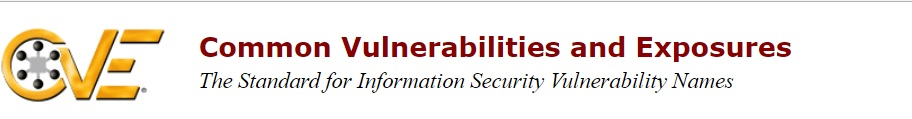 CVE®
Common Vulnerabilities and Exposures
The Standard for Information Security Vulnerability Names